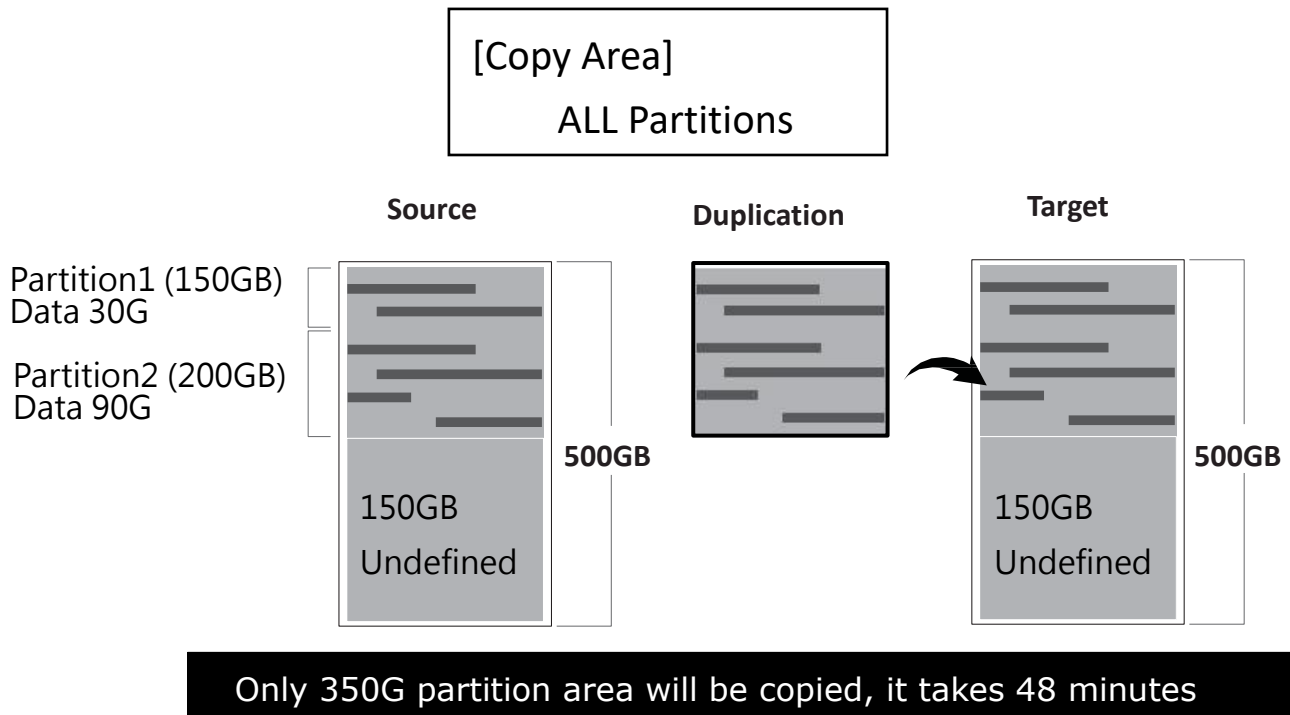 [Copy Area]
ALL Partitions
Source
Duplication
Target
Partition1 (150GB)
Data 30G
Partition2 (200GB)
Data 90G
500GB
150GB
Undefined
500GB
150GB
Undefined
Only 350G partition area will be copied, it takes 48 minutes